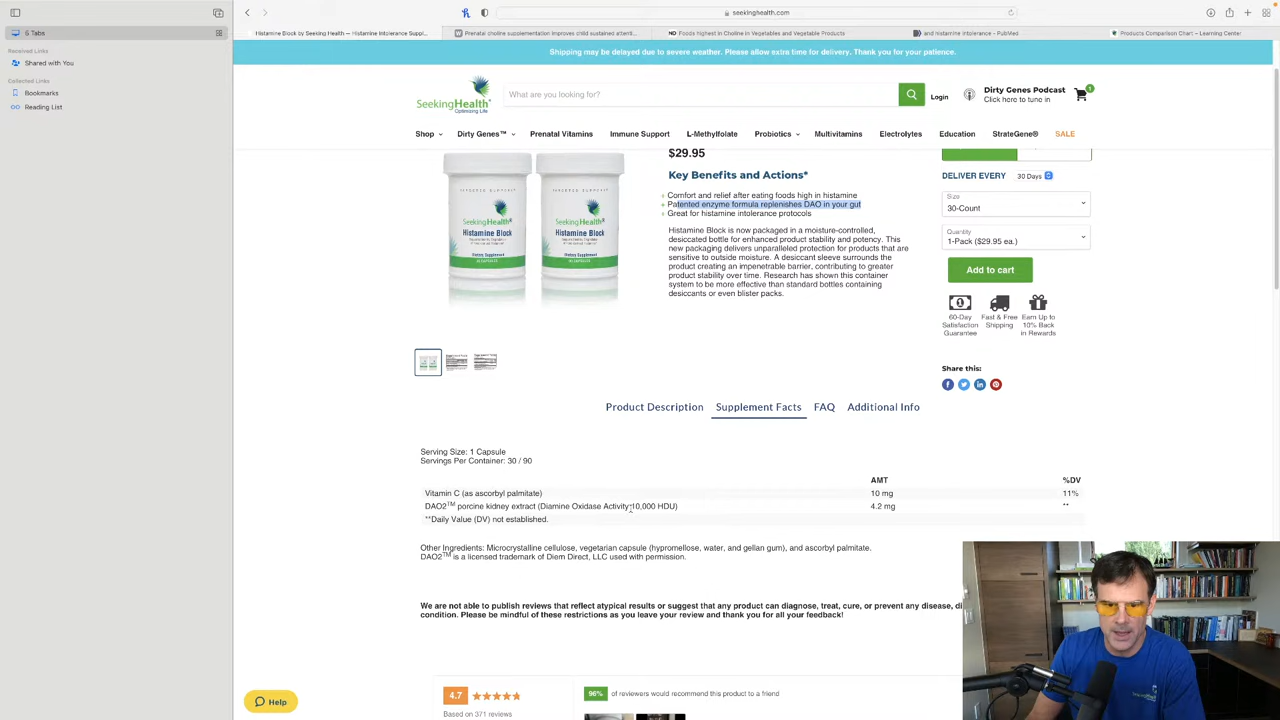 6 Tabs
Received Links
Shared with You
Collected Links
Bookmarks
Reading List
seekinghealth.com
Histamine Block by Seeking Health — Histamine Intolerance Suppl...
Prenatal choline supplementation improves child sustained attenti...
ND Foods Highest in Choline in Vegetables and Vegetable Products
and histamine intolerance - PubMed
Products Comparison Chart – Learning Center
Shipping may be delayed due to severe weather. Please allow extra time for delivery. Thank you for your patience.
SeekingHealth
Optimizing Life
What are you looking for?
Login
Dirty Genes Podcast
Click here to tune in
1
Shop
Dirty Genes™
Prenatal Vitamins
Immune Support
L-Methylfolate
Probiotics
Multivitamins
Electrolytes
Education
StrateGene®
SALE
$29.95
Key Benefits and Actions*
Comfort and relief after eating foods high in histamine
Patented enzyme formula replenishes DAO in your gut
Great for histamine intolerance protocols
Histamine Block is now packaged in a moisture-controlled,
desiccated bottle for enhanced product stability and potency. This
new packaging delivers unparalleled protection for products that are
sensitive to outside moisture. A desiccant sleeve surrounds the
product creating an impenetrable barrier, contributing to greater
product stability over time. Research has shown this container
system to be more effective than standard bottles containing
desiccants or even blister packs.
SeekingHealth
Histamine Block
SeekingHealth
Histamine Block
DELIVER EVERY 30 Days
Size
30-Count
Quantity
1-Pack ($29.95 ea.)
Add to cart
60-Day
Satisfaction
Guarantee
Fast & Free
Shipping
Earn Up to
10% Back
in Rewards
Share this:
Product Description
Supplement Facts
FAQ
Additional Info
Serving Size: 1 Capsule
Servings Per Container: 30 / 90
AMT %DV
Vitamin C (as ascorbyl palmitate) 10 mg 11%
DAO2™ porcine kidney extract (Diamine Oxidase Activity 10,000 HDU) 4.2 mg **
**Daily Value (DV) not established.
Other Ingredients: Microcrystalline cellulose, vegetarian capsule (hypromellose, water, and gellan gum), and ascorbyl palmitate.
DAO2™ is a licensed trademark of Diem Direct, LLC used with permission.
We are not able to publish reviews that reflect atypical results or suggest that any product can diagnose, treat, cure, or prevent any disease, di
condition. Please be mindful of these restrictions as you leave your review and thank you for all your feedback!
4.7
Based on 371 reviews
96% of reviewers would recommend this product to a friend
Help